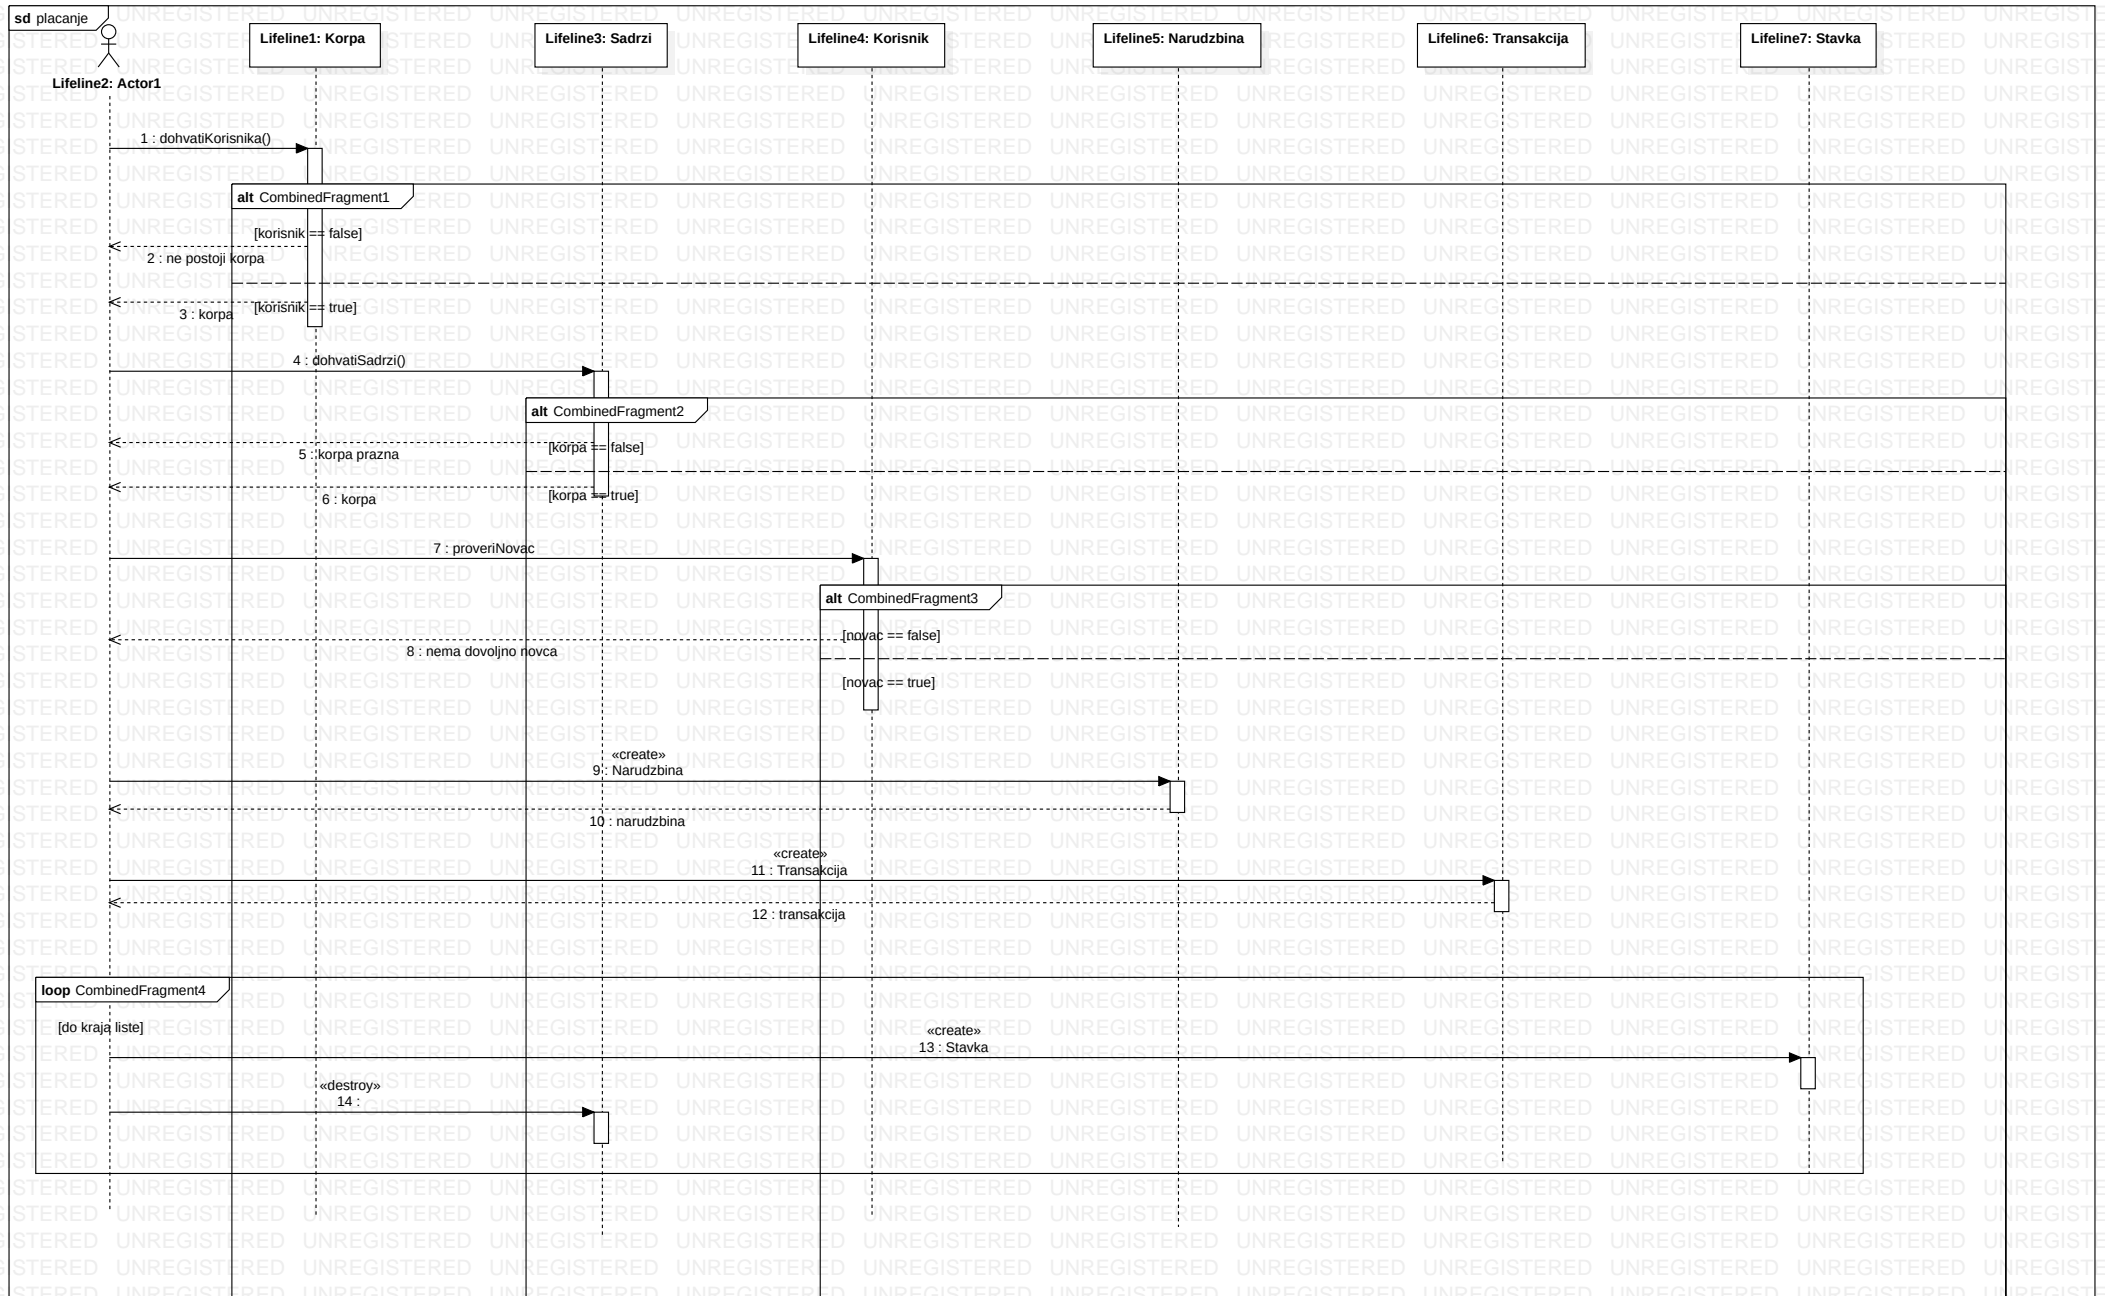 sd placanje
Lifeline2: Actor1
Lifeline1: Korpa
Lifeline3: Sadrzi
Lifeline4: Korisnik
Lifeline5: Narudzbina
Lifeline6: Transakcija
Lifeline7: Stavka
1 : dohvatiKorisnika()
alt CombinedFragment1
[korisnik == false]
2 : ne postoji korpa
[korisnik == true]
3 : korpa
4 : dohvatiSadrzi()
alt CombinedFragment2
[korpa == false]
5 : korpa prazna
[korpa == true]
6 : korpa
7 : proveriNovac
alt CombinedFragment3
[novac == false]
8 : nema dovoljno novca
[novac == true]
«create»
9 : Narudzbina
10 : narudzbina
«create»
11 : Transakcija
12 : transakcija
loop CombinedFragment4
[do kraja liste]
«create»
13 : Stavka
«destroy»
14 :
UNREGISTERED